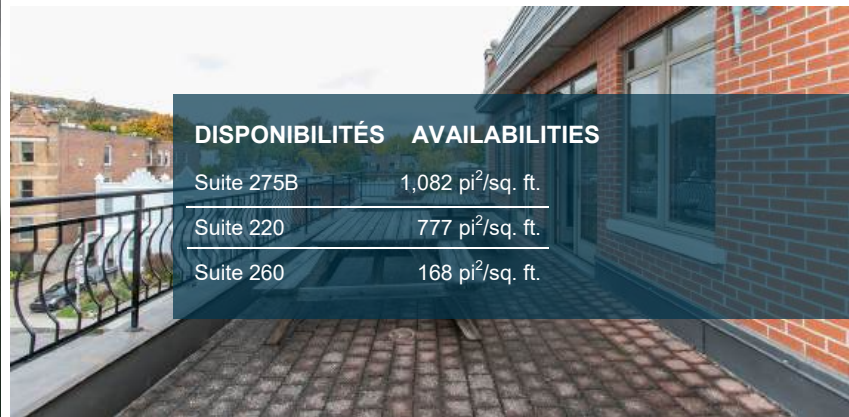 DISPONIBILITÉS AVAILABILITIES
Suite 275B 1,082 pi²/sq. ft.
Suite 220 777 pi²/sq. ft.
Suite 260 168 pi²/sq. ft.